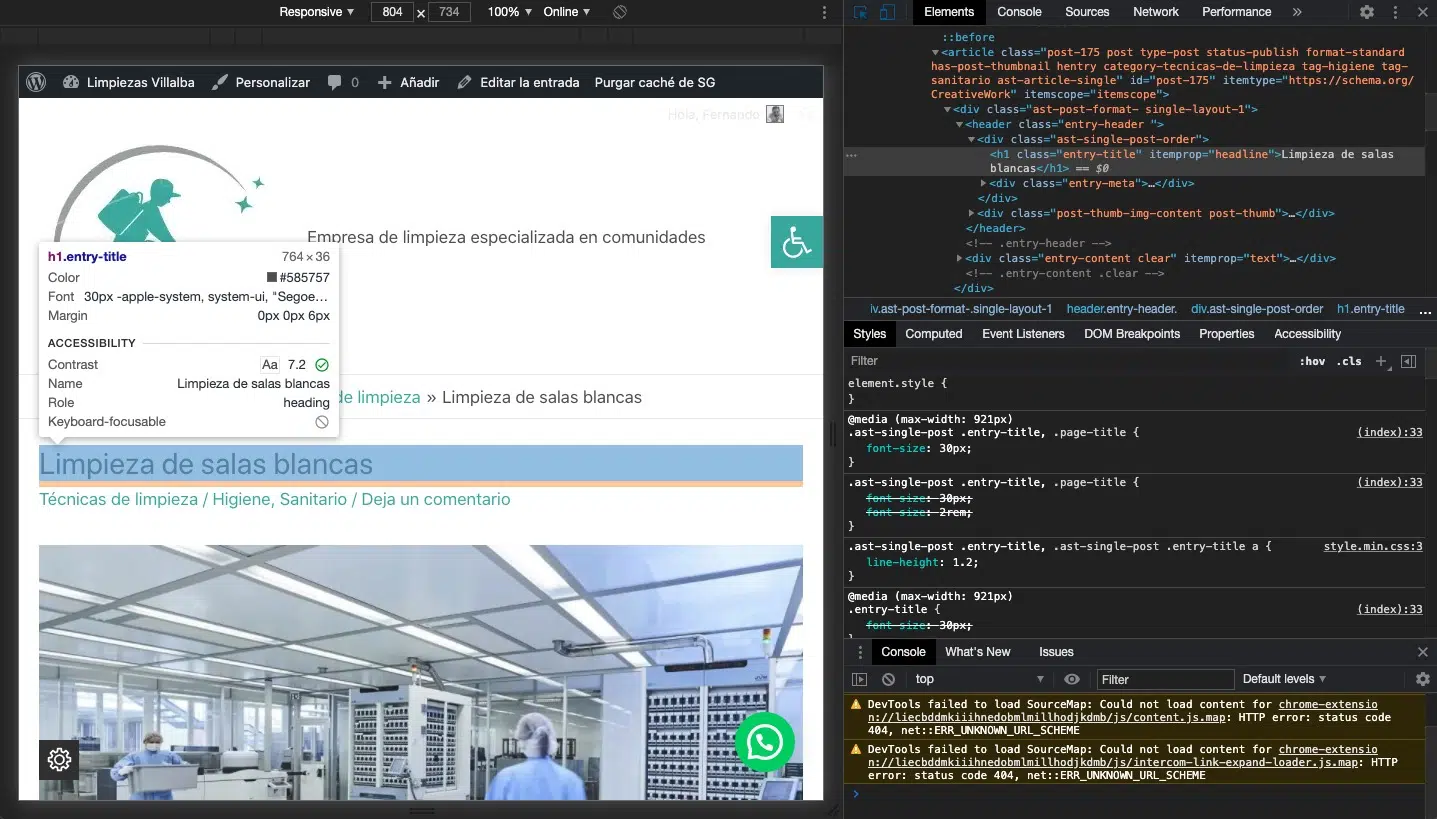 Responsive ▼ 804 x 734 100% ▼ Online ▼
Limpiezas Villalba Personalizar 0 Añadir Editar la entrada Purgar caché de SG
Hola, Fernando
Empresa de limpieza especializada en comunidades
h1.entry-title 764 × 36
Color #585757
Font 30px -apple-system, system-ui, "Segoe…
Margin 0px 0px 6px
ACCESSIBILITY
Contrast Aa 7.2
Name Limpieza de salas blancas
Role heading
Keyboard-focusable
de limpieza » Limpieza de salas blancas
Limpieza de salas blancas
Técnicas de limpieza / Higiene, Sanitario / Deja un comentario
Elements Console Sources Network Performance »
::before
▼<article class="post-175 post type-post status-publish format-standard
has-post-thumbnail hentry category-tecnicas-de-limpieza tag-higiene tag-
sanitario ast-article-single" id="post-175" itemtype="https://schema.org/
CreativeWork" itemscope="itemscope">
▼<div class="ast-post-format- single-layout-1">
▼<header class="entry-header ">
▼<div class="ast-single-post-order">
<h1 class="entry-title" itemprop="headline">Limpieza de salas
blancas</h1> == $0
▶<div class="entry-meta">…</div>
</div>
▶<div class="post-thumb-img-content post-thumb">…</div>
</header>
<!-- .entry-header -->
▶<div class="entry-content clear" itemprop="text">…</div>
<!-- .entry-content .clear -->
</div>
iv.ast-post-format-.single-layout-1 header.entry-header. div.ast-single-post-order h1.entry-title ...
Styles Computed Event Listeners DOM Breakpoints Properties Accessibility
Filter :hov .cls +
element.style {
}
@media (max-width: 921px)
.ast-single-post .entry-title, .page-title { (index):33
font-size: 30px;
}
.ast-single-post .entry-title, .page-title { (index):33
font-size: 30px;
font-size: 2rem;
}
.ast-single-post .entry-title, .ast-single-post .entry-title a { style.min.css:3
line-height: 1.2;
}
@media (max-width: 921px)
.entry-title { (index):33
font-size: 30px;
Console What's New Issues
top ▼ Filter Default levels ▼
DevTools failed to load SourceMap: Could not load content for chrome-extensio
n://liecbddmkiiihnedobmlmillhodjkdmb/js/content.js.map: HTTP error: status code
404, net::ERR_UNKNOWN_URL_SCHEME
DevTools failed to load SourceMap: Could not load content for chrome-extensio
n://liecbddmkiiihnedobmlmillhodjkdmb/js/intercom-link-expand-loader.js.map: HTTP
error: status code 404, net::ERR_UNKNOWN_URL_SCHEME